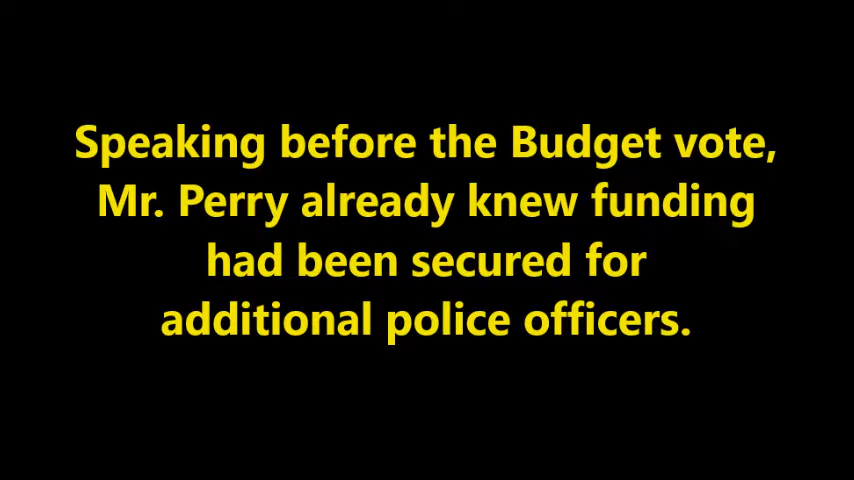 Speaking before the Budget vote,
Mr. Perry already knew funding
had been secured for
additional police officers.